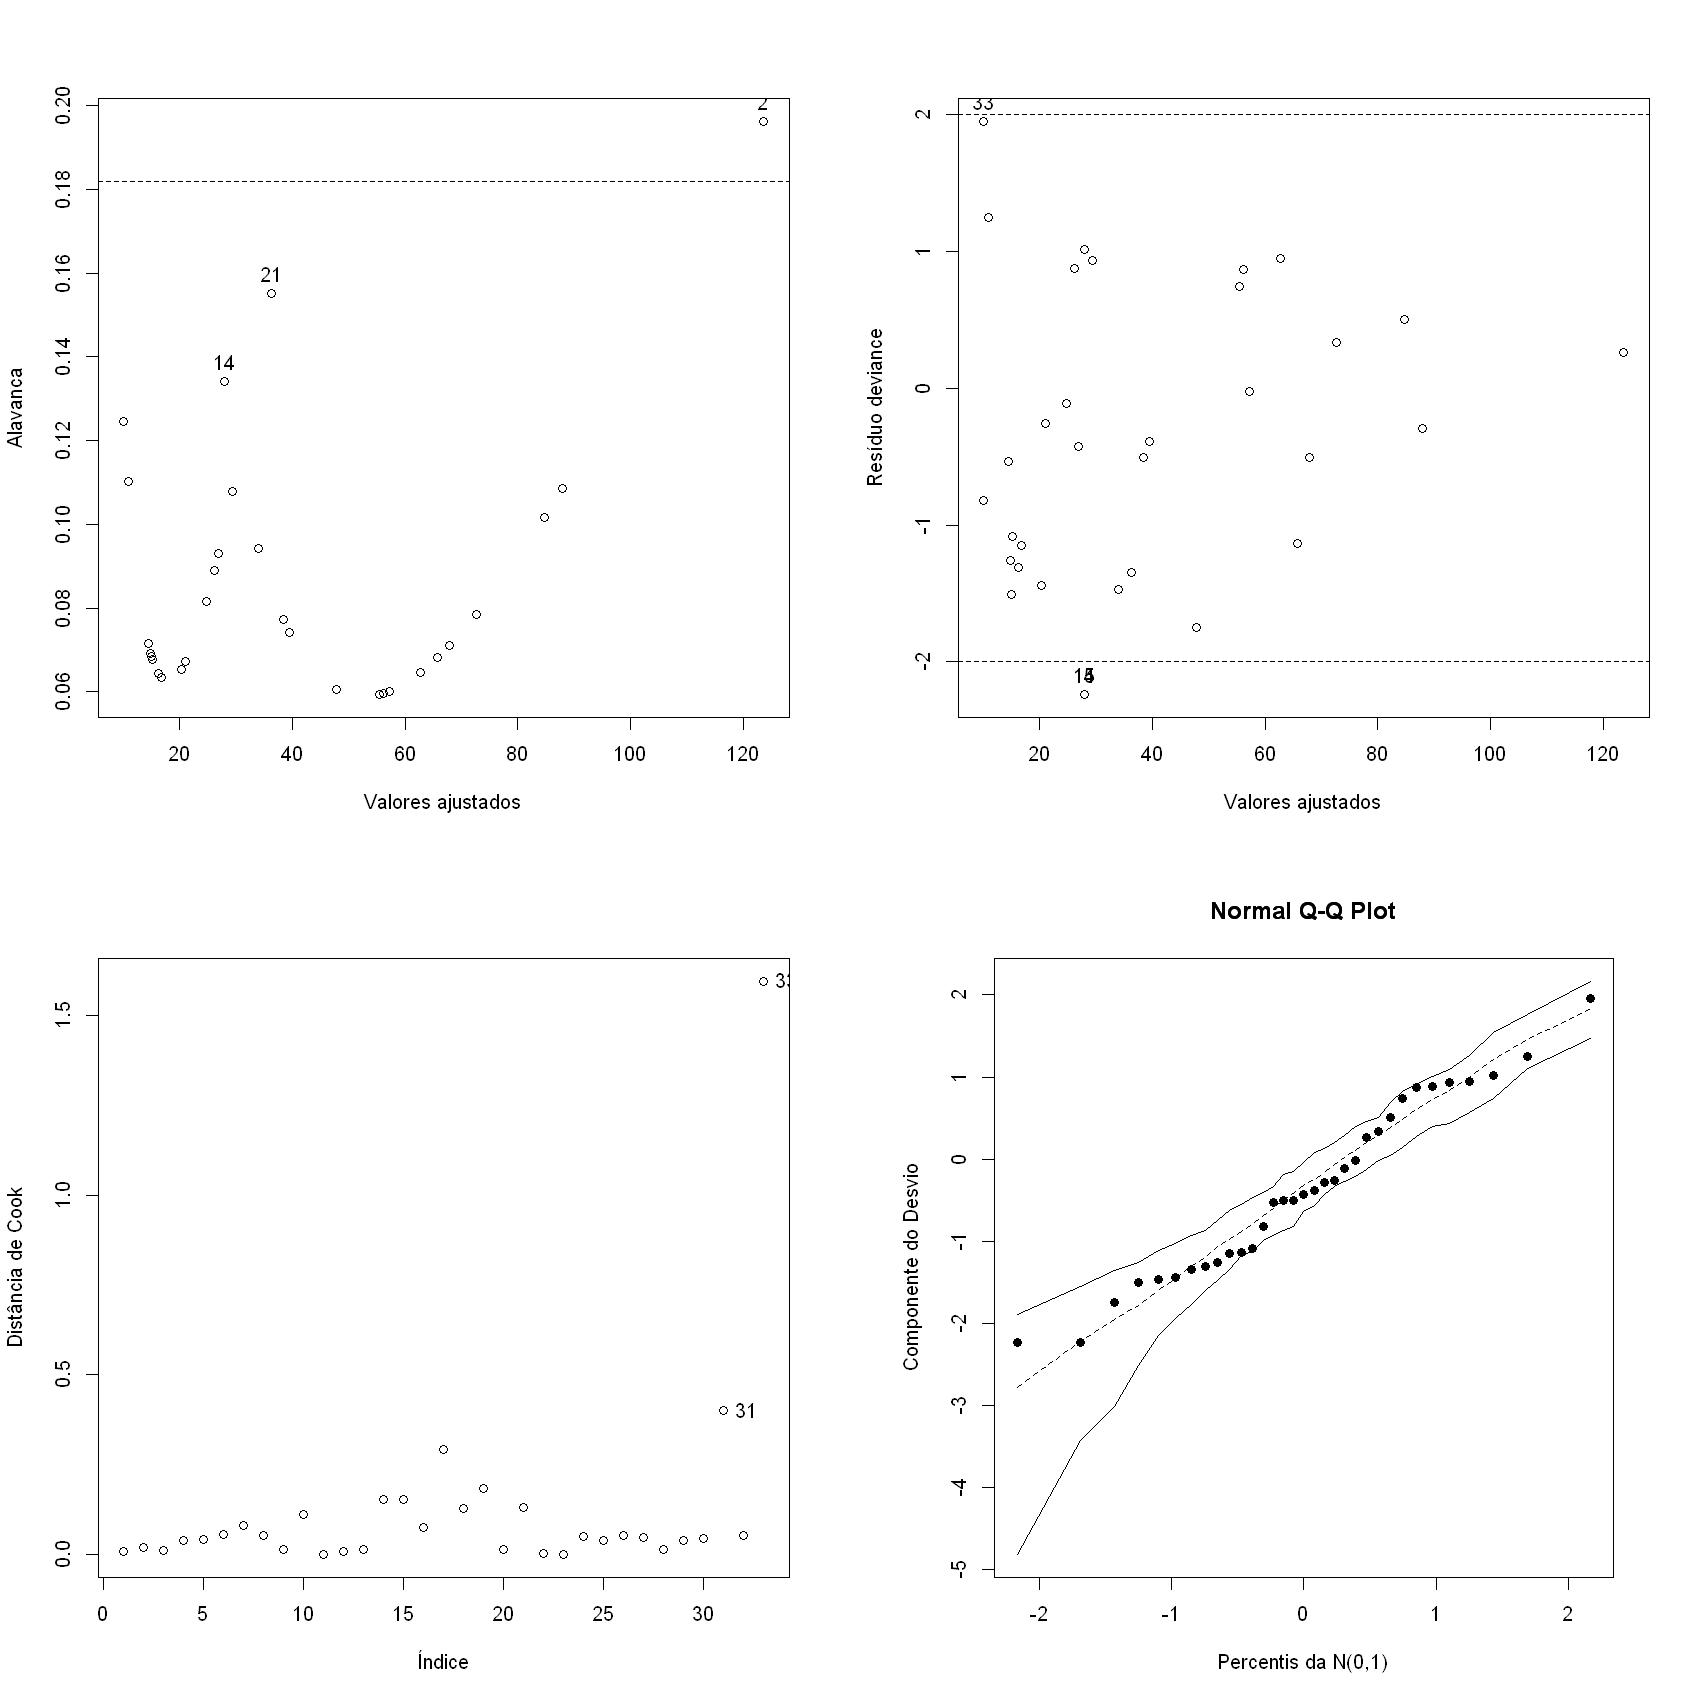 0.20
0.18
0.16
0.14
0.12
0.10
0.08
0.06
Alavanca
2
21
14
20 40 60 80 100 120
Valores ajustados
2
1
0
-1
-2
Resíduo deviance
33
20 40 60 80 100 120
Valores ajustados
1.5
1.0
0.5
0.0
Distância de Cook
31
0 5 10 15 20 25 30
Índice
Normal Q-Q Plot
2
1
0
-1
-2
-3
-4
-5
Componente do Desvio
-2 -1 0 1 2
Percentis da N(0,1)